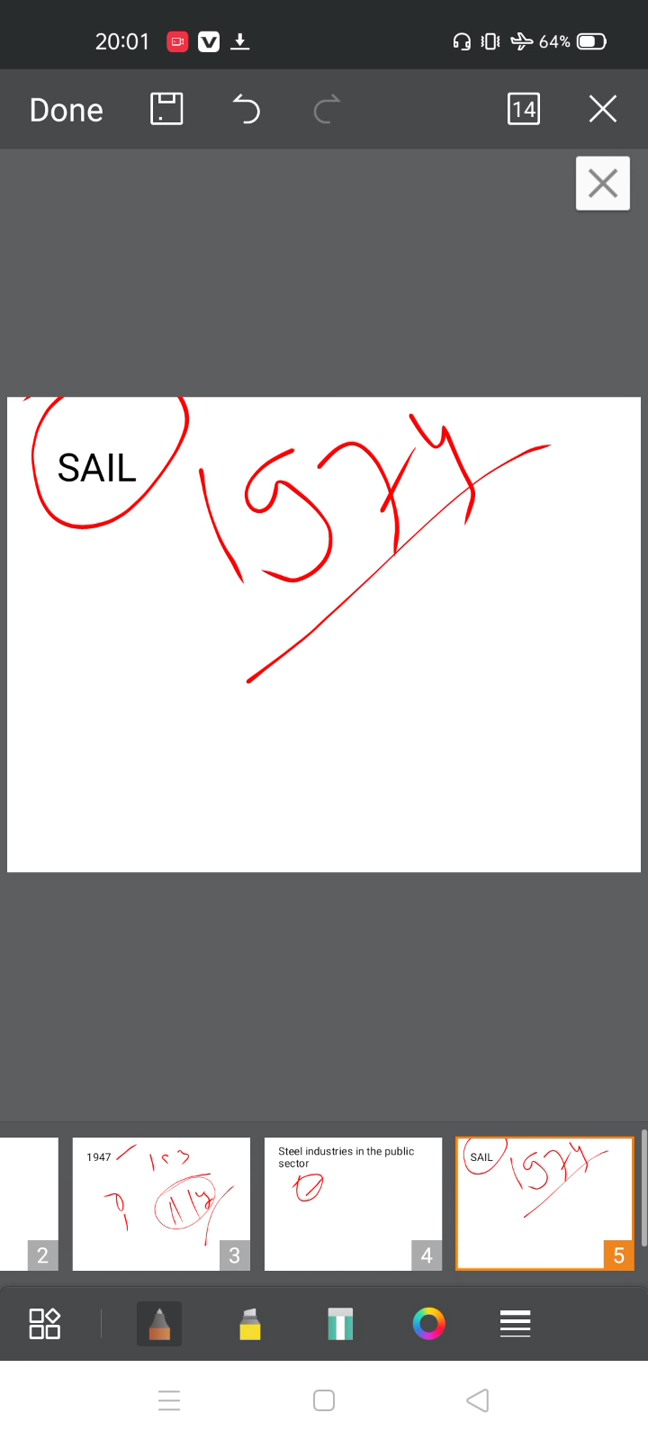 20:01
64%
Done
14
SAIL
1974
1947
Steel industries in the public
sector
SAIL
1974
2
3
4
5